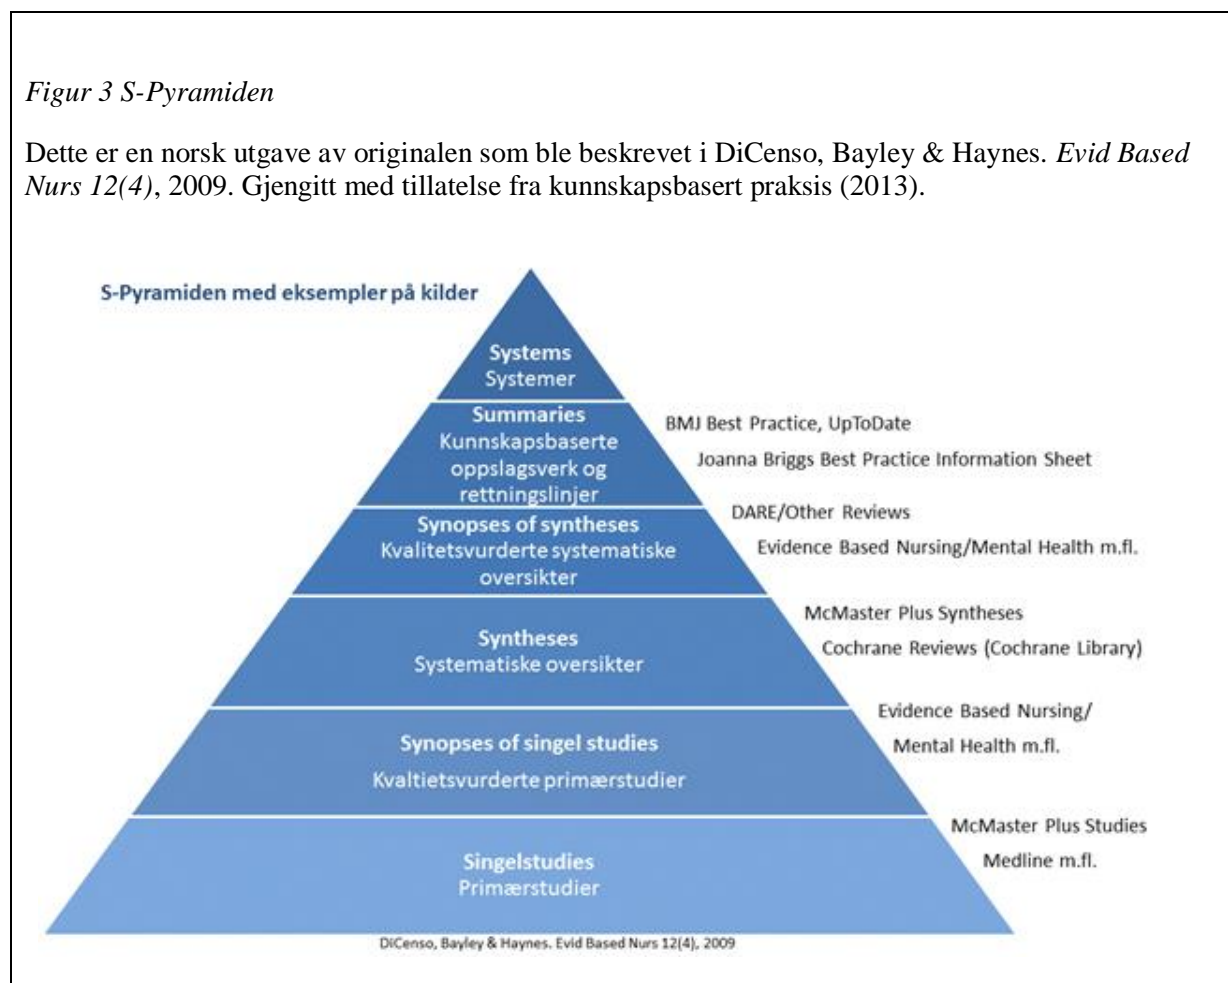 Figur 3 S-Pyramiden
Dette er en norsk utgave av originalen som ble beskrevet i DiCenso, Bayley & Haynes. Evid Based
Nurs 12(4), 2009. Gjengitt med tillatelse fra kunnskapsbasert praksis (2013).
S-Pyramiden med eksempler på kilder
Systems
Systemer
Summaries
Kunnskapsbaserte
oppslagsverk og
rettningslinjer
BMJ Best Practice, UpToDate
Joanna Briggs Best Practice Information Sheet
Synopses of syntheses
Kvalitetsvurderte systematiske
oversikter
DARE/Other Reviews
Evidence Based Nursing/Mental Health m.fl.
Syntheses
Systematiske oversikter
McMaster Plus Syntheses
Cochrane Reviews (Cochrane Library)
Synopses of singel studies
Kvaltietsvurderte primærstudier
Evidence Based Nursing/
Mental Health m.fl.
Singelstudies
Primærstudier
McMaster Plus Studies
Medline m.fl.
DiCenso, Bayley & Haynes. Evid Based Nurs 12(4), 2009